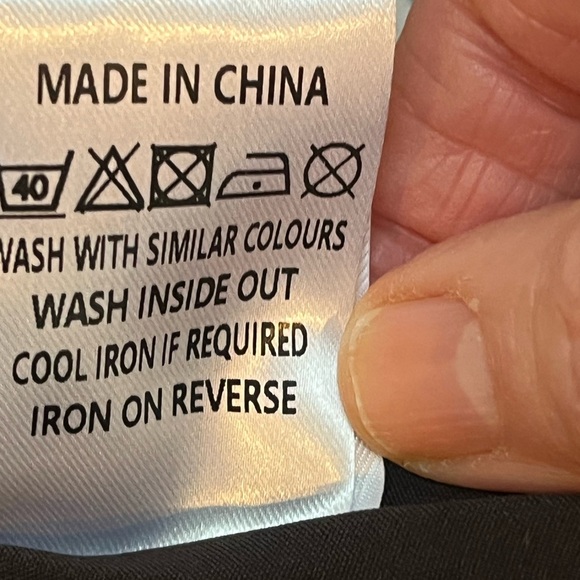 MADE IN CHINA
40
WASH WITH SIMILAR COLOURS
WASH INSIDE OUT
COOL IRON IF REQUIRED
IRON ON REVERSE